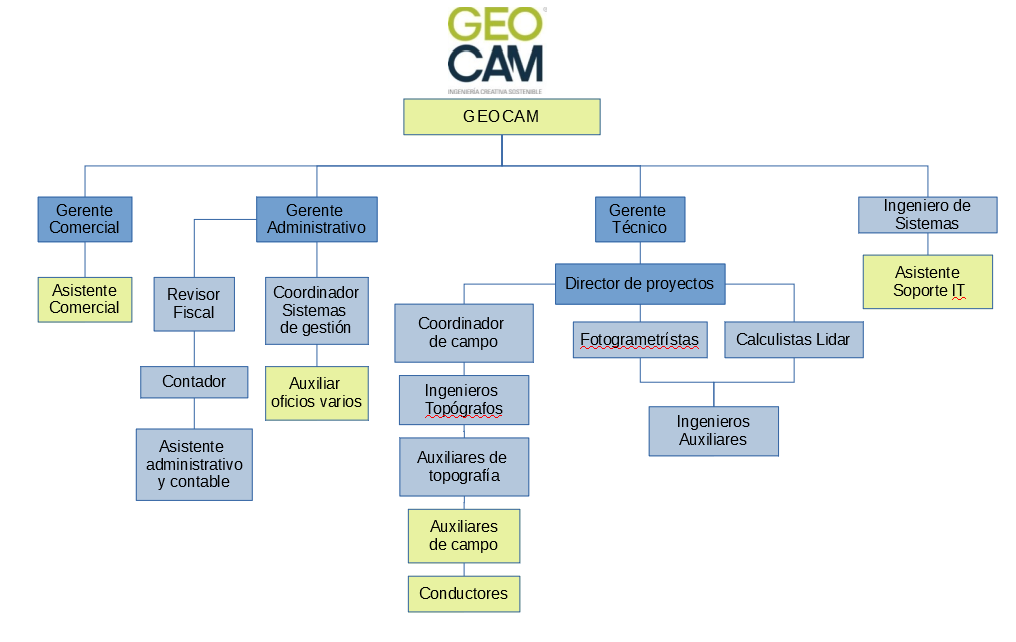 GEO
CAM
INGENIERÍA CREATIVA SOSTENIBLE
GEOCAM
Gerente
Comercial
Gerente
Administrativo
Gerente
Técnico
Ingeniero de
Sistemas
Asistente
Comercial
Revisor
Fiscal
Coordinador
Sistemas
de gestión
Director de proyectos
Asistente
Soporte IT
Coordinador
de campo
Fotogrametrístas
Calculistas Lidar
Contador
Auxiliar
oficios varios
Ingenieros
Topógrafos
Ingenieros
Auxiliares
Asistente
administrativo
y contable
Auxiliares de
topografía
Auxiliares
de campo
Conductores